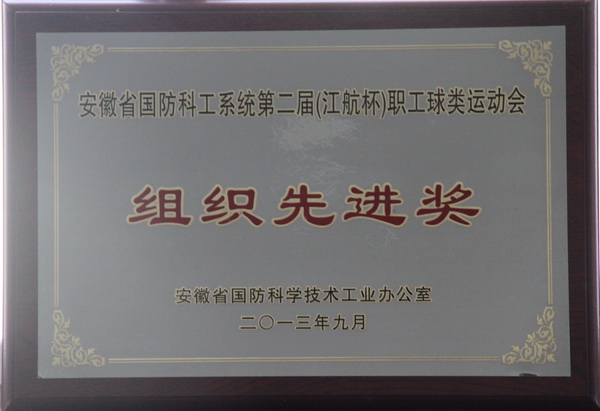 安徽省国防科工系统第二届(江航杯)职工球类运动会
组织先进奖
安徽省国防科学技术工业办公室
二〇一三年九月